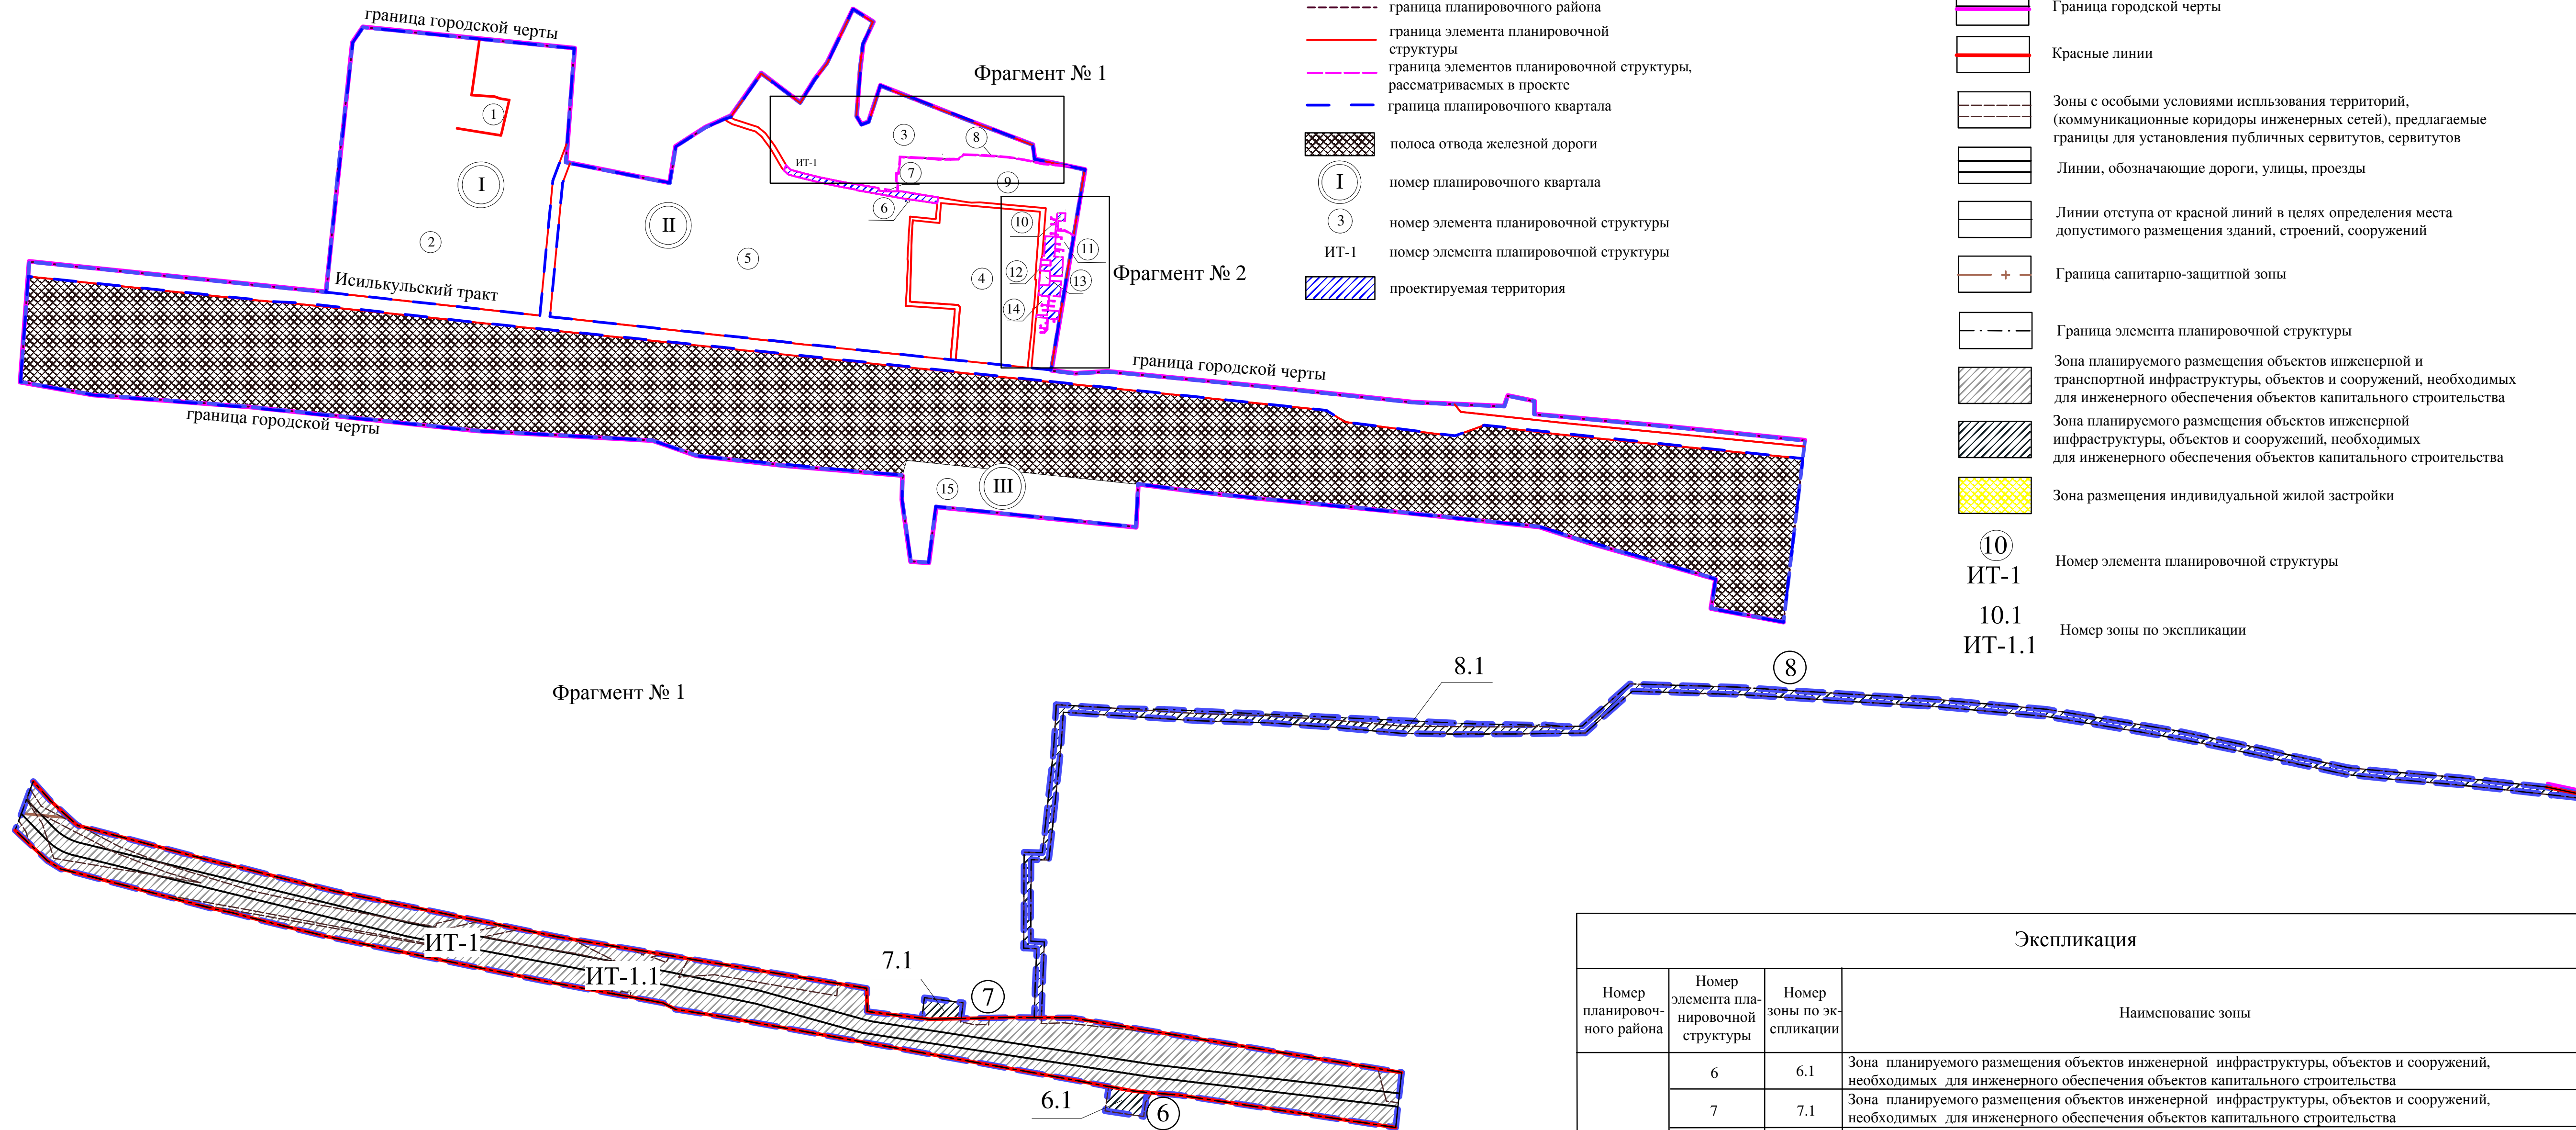 граница городской черты
Фрагмент № 1
1
3
8
ИТ-1
7
I
9
6
II
10
2
5
11
12
4
13
Фрагмент № 2
Исилькульский тракт
14
граница городской черты
граница городской черты
15
III
граница планировочного района
граница элемента планировочной
структуры
граница элементов планировочной структуры,
рассматриваемых в проекте
граница планировочного квартала
полоса отвода железной дороги
I
номер планировочного квартала
3
номер элемента планировочной структуры
ИТ-1
номер элемента планировочной структуры
проектируемая территория
Граница городской черты
Красные линии
Зоны с особыми условиями испльзования территорий,
(коммуникационные коридоры инженерных сетей), предлагаемые
границы для установления публичных сервитутов, сервитутов
Линии, обозначающие дороги, улицы, проезды
Линии отступа от красной линий в целях определения места
допустимого размещения зданий, строений, сооружений
Граница санитарно-защитной зоны
Граница элемента планировочной структуры
Зона планируемого размещения объектов инженерной и
транспортной инфраструктуры, объектов и сооружений, необходимых
для инженерного обеспечения объектов капитального строительства
Зона планируемого размещения объектов инженерной
инфраструктуры, объектов и сооружений, необходимых
для инженерного обеспечения объектов капитального строительства
Зона размещения индивидуальной жилой застройки
10
ИТ-1
Номер элемента планировочной структуры
10.1
ИТ-1.1
Номер зоны по экспликации
Фрагмент № 1
8.1
8
ИТ-1
ИТ-1.1
7.1
7
6.1
6
Экспликация
Номер
планировоч-
ного района
Номер
элемента пла-
нировочной
структуры
Номер
зоны по эк-
спликации
Наименование зоны
6
6.1
Зона планируемого размещения объектов инженерной инфраструктуры, объектов и сооружений,
необходимых для инженерного обеспечения объектов капитального строительства
7
7.1
Зона планируемого размещения объектов инженерной инфраструктуры, объектов и сооружений,
необходимых для инженерного обеспечения объектов капитального строительства